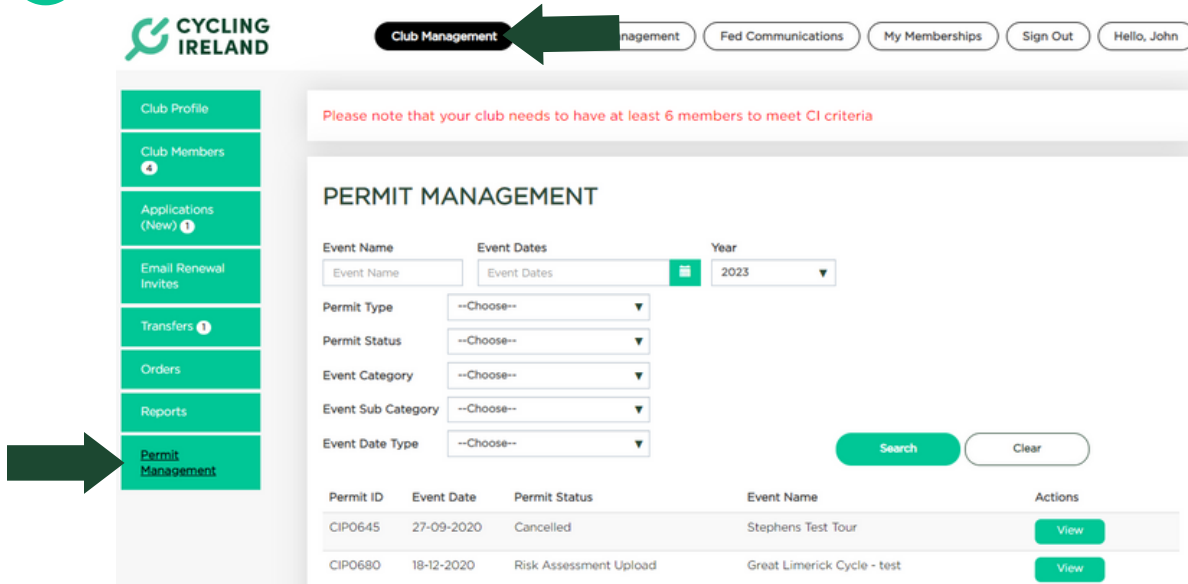 CYCLING
IRELAND
Club Management
nagement
Fed Communications
My Memberships
Sign Out
Hello, John
Club Profile
Club Members
4
Applications
(New) 1
Email Renewal
Invites
Transfers 1
Orders
Reports
Permit
Management
Please note that your club needs to have at least 6 members to meet CI criteria
PERMIT MANAGEMENT
Event Name Event Dates Year
Event Name Event Dates 2023
Permit Type --Choose--
Permit Status --Choose--
Event Category --Choose--
Event Sub Category --Choose--
Event Date Type --Choose--
Search Clear
Permit ID Event Date Permit Status Event Name Actions
CIP0645 27-09-2020 Cancelled Stephens Test Tour View
CIP0680 18-12-2020 Risk Assessment Upload Great Limerick Cycle - test View